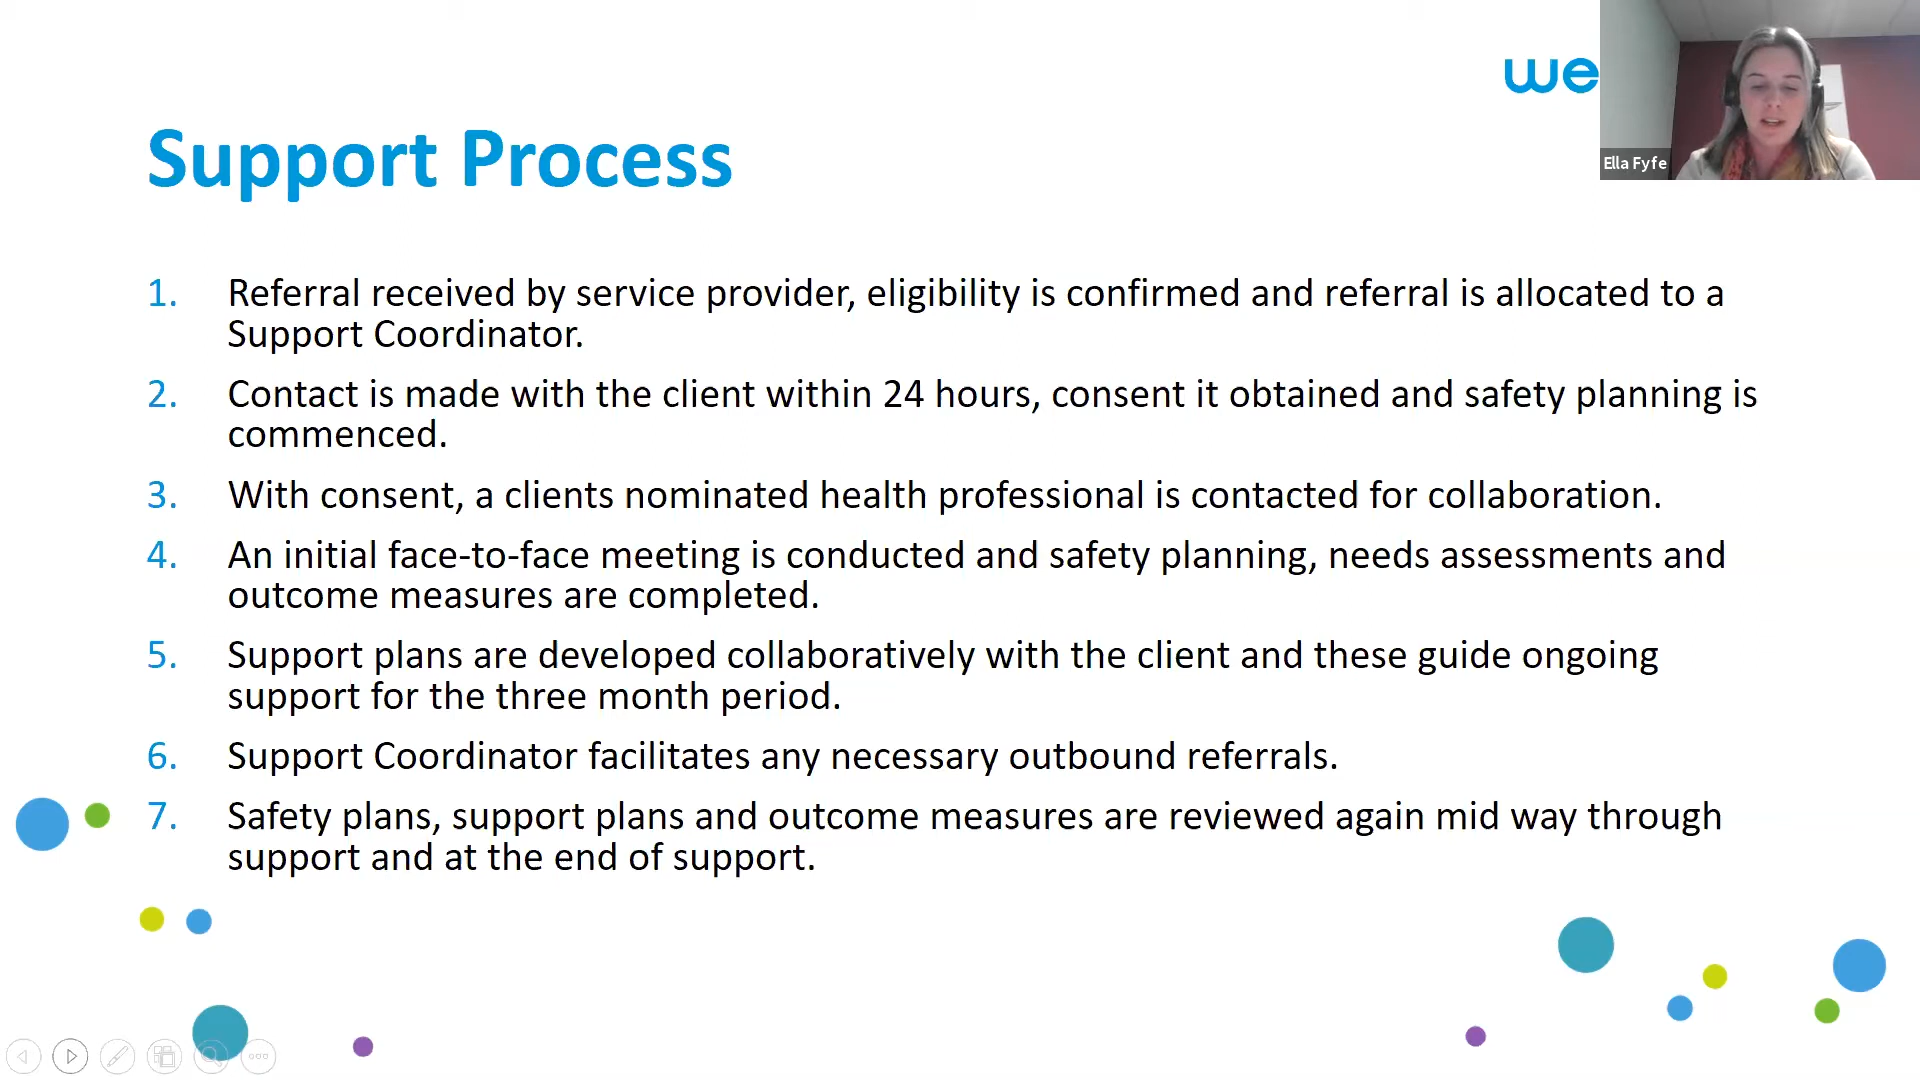 we
Ella Fyfe
Support Process
1. Referral received by service provider, eligibility is confirmed and referral is allocated to a
Support Coordinator.
2. Contact is made with the client within 24 hours, consent it obtained and safety planning is
commenced.
3. With consent, a clients nominated health professional is contacted for collaboration.
4. An initial face-to-face meeting is conducted and safety planning, needs assessments and
outcome measures are completed.
5. Support plans are developed collaboratively with the client and these guide ongoing
support for the three month period.
6. Support Coordinator facilitates any necessary outbound referrals.
7. Safety plans, support plans and outcome measures are reviewed again mid way through
support and at the end of support.